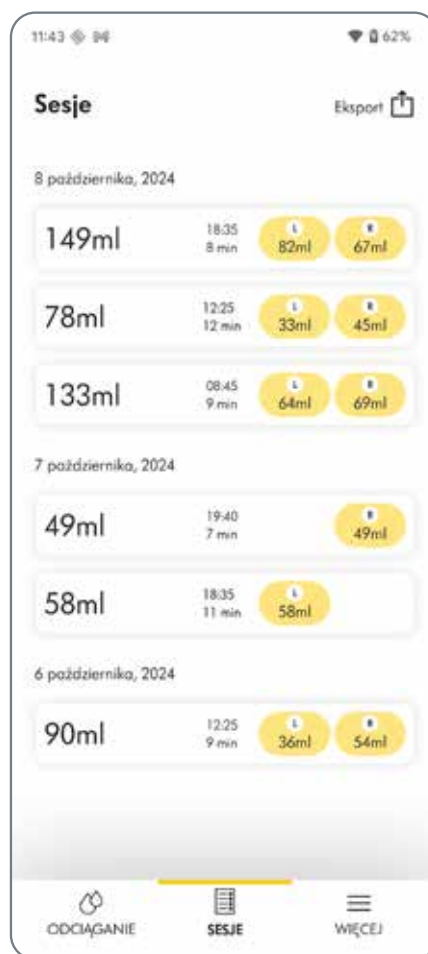 11:43 62%
Sesje Eksport
8 października, 2024
149ml 18:35 L R
8 min 82ml 67ml
78ml 12:25 L R
12 min 33ml 45ml
133ml 08:45 L R
9 min 64ml 69ml
7 października, 2024
49ml 19:40 R
7 min 49ml
58ml 18:35 L
11 min 58ml
6 października, 2024
90ml 12:25 L R
9 min 36ml 54ml
ODCIĄGANIE SESJE WIĘCEJ